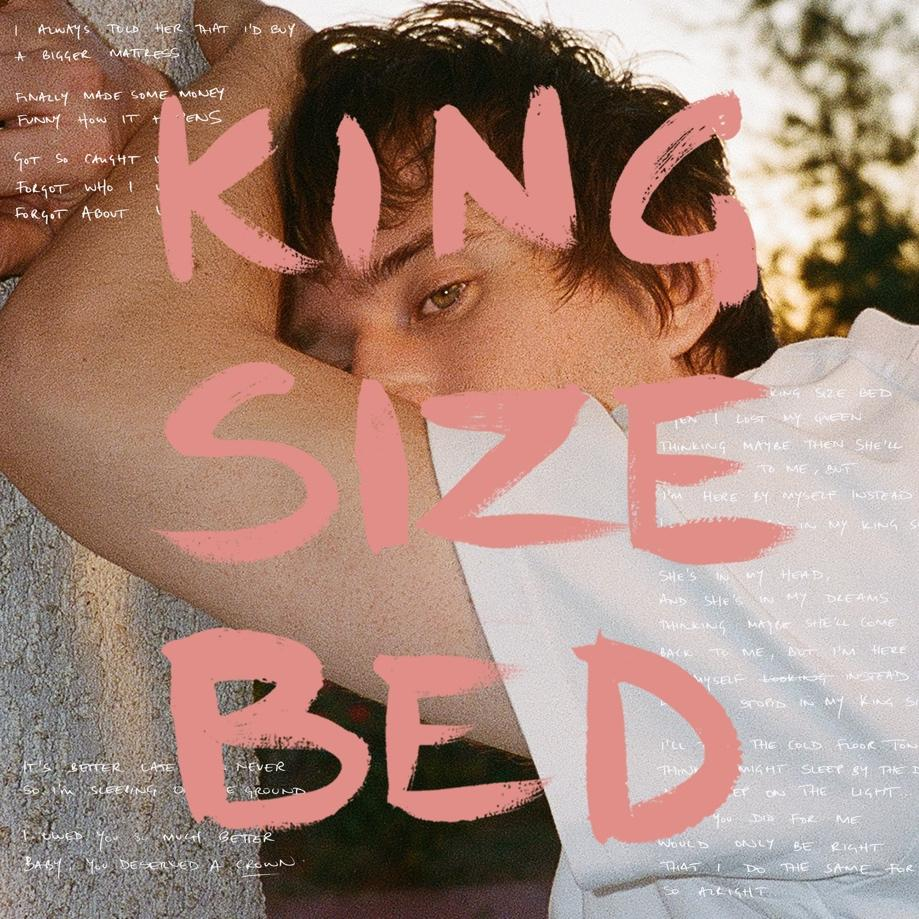 I ALWAYS TOLD HER THAT I'D BUY
A BIGGER MATTRESS
FINALLY MADE SOME MONEY
FUNNY HOW IT
GOT SO CAUGHT
FORGOT WHO I
FORGOT ABOUT
KING
SIZE
BED
KING SIZE BED
I LOST MY QUEEN
THINKING MAYBE THEN SHE'LL
TO ME, BUT
I'M HERE BY MYSELF INSTEAD
IN MY KING
SHE'S IN MY HEAD,
AND SHE'S IN MY DREAMS
THINKING MAYBE SHE'LL COME
BACK TO ME, BUT I'M HERE
MYSELF LOOKING INSTEAD
STUPID IN MY KING
I'LL THE COLD FLOOR
MIGHT SLEEP BY THE
ON THE LIGHT..
YOU DID FOR ME
WOULD ONLY BE RIGHT
THAT I DO THE SAME FOR
SO ALRIGHT
IT'S BETTER LATE NEVER
SO I'M SLEEPING GROUND
I OWED YOU SO MUCH BETTER
BABY, YOU DESERVED A CROWN